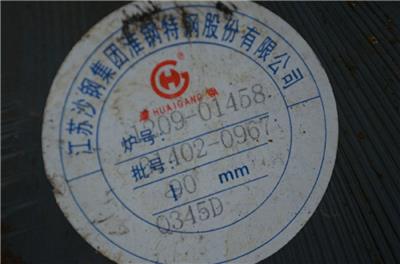 江苏沙钢集团淮钢特钢股份有限公司
HUAIGANG
炉号: 1209-01458
批号: 402-0967
mm
Q345D